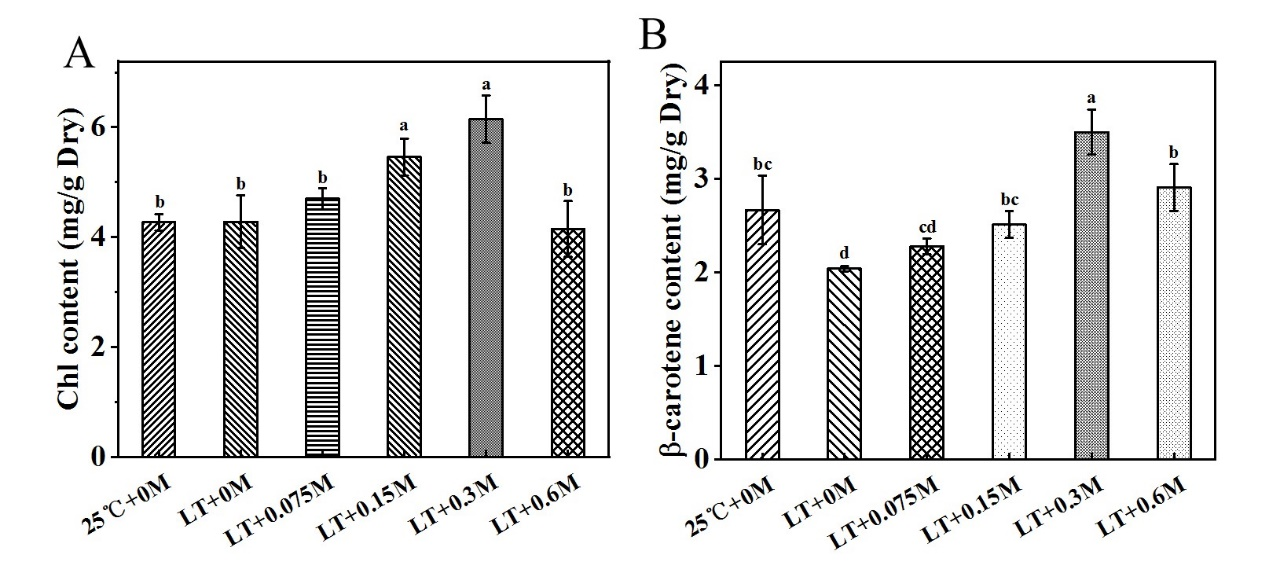 A
Chl content (mg/g Dry)
6
4
2
0
a
a
b
b
b
b
25℃+0M
LT+0M
LT+0.075M
LT+0.15M
LT+0.3M
LT+0.6M
B
β-carotene content (mg/g Dry)
4
3
2
1
0
bc
d
cd
bc
a
b
25℃+0M
LT+0M
LT+0.075M
LT+0.15M
LT+0.3M
LT+0.6M